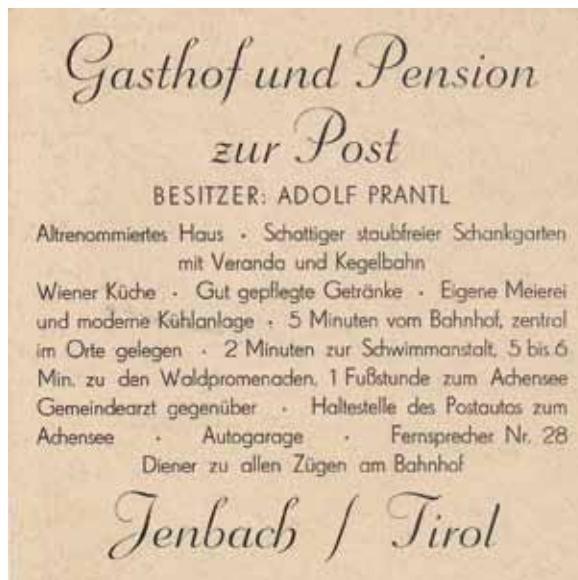 Gasthof und Pension
zur Post
BESITZER: ADOLF PRANTL
Altrenommiertes Haus · Schattiger staubfreier Schankgarten
mit Veranda und Kegelbahn
Wiener Küche · Gut gepflegte Getränke · Eigene Meierei
und moderne Kühlanlage · 5 Minuten vom Bahnhof, zentral
im Orte gelegen · 2 Minuten zur Schwimmanstalt, 5 bis 6
Min. zu den Waldpromenaden, 1 Fußstunde zum Achensee
Gemeindearzt gegenüber · Haltestelle des Postautos zum
Achensee · Autogarage · Fernsprecher Nr. 28
Diener zu allen Zügen am Bahnhof
Jenbach / Tirol